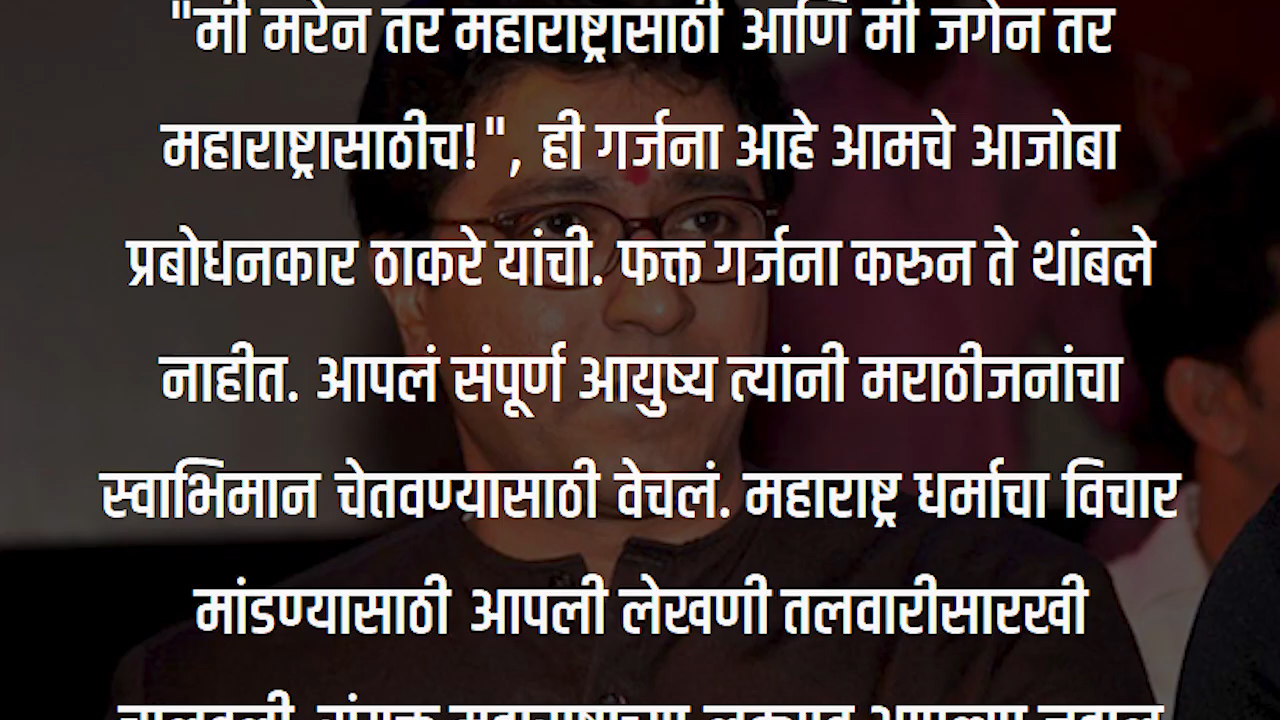 "मी मरेन तर महाराष्ट्रासाठी आणि मी जगेन तर
महाराष्ट्रासाठीच!", ही गर्जना आहे आमचे आजोबा
प्रबोधनकार ठाकरे यांची. फक्त गर्जना करुन ते थांबले
नाहीत. आपलं संपूर्ण आयुष्य त्यांनी मराठीजनांचा
स्वाभिमान चेतवण्यासाठी वेचलं. महाराष्ट्र धर्माचा विचार
मांडण्यासाठी आपली लेखणी तलवारीसारखी